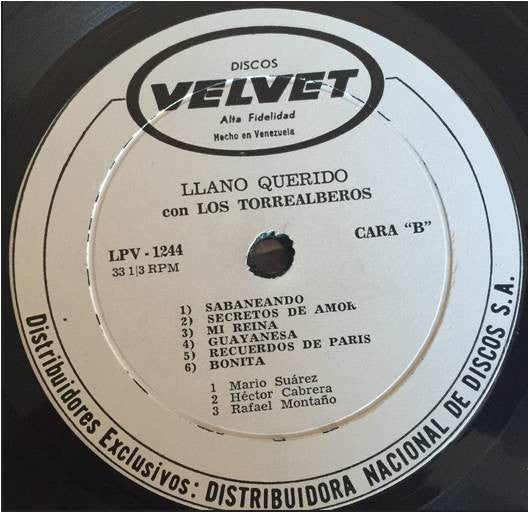 DISCOS
VELVET
Alta Fidelidad
Hecho en Venezuela
LLANO QUERIDO
con LOS TORREALBEROS
LPV - 1244
CARA "B"
33 1|3 RPM
1) SABANEANDO
2) SECRETOS DE AMOR
3) MI REINA
4) GUAYANESA
5) RECUERDOS DE PARIS
6) BONITA
1 Mario Suárez
2 Héctor Cabrera
3 Rafael Montaño
Distribuidores Exclusivos: DISTRIBUIDORA NACIONAL DE DISCOS S.A.